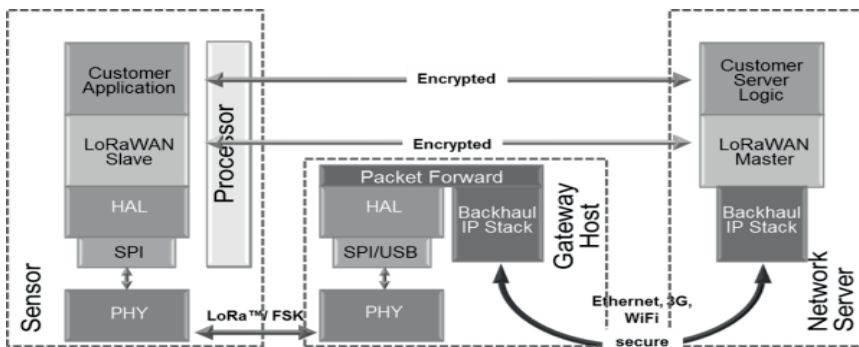 Customer
Application
LoRaWAN
Slave
HAL
SPI
PHY
Processor
Sensor
Encrypted
Encrypted
LoRa™/ FSK
Packet Forward
HAL
SPI/USB
PHY
Backhaul
IP Stack
Gateway
Host
Ethernet, 3G,
WiFi
secure
Customer
Server
Logic
LoRaWAN
Master
Backhaul
IP Stack
Network
Server